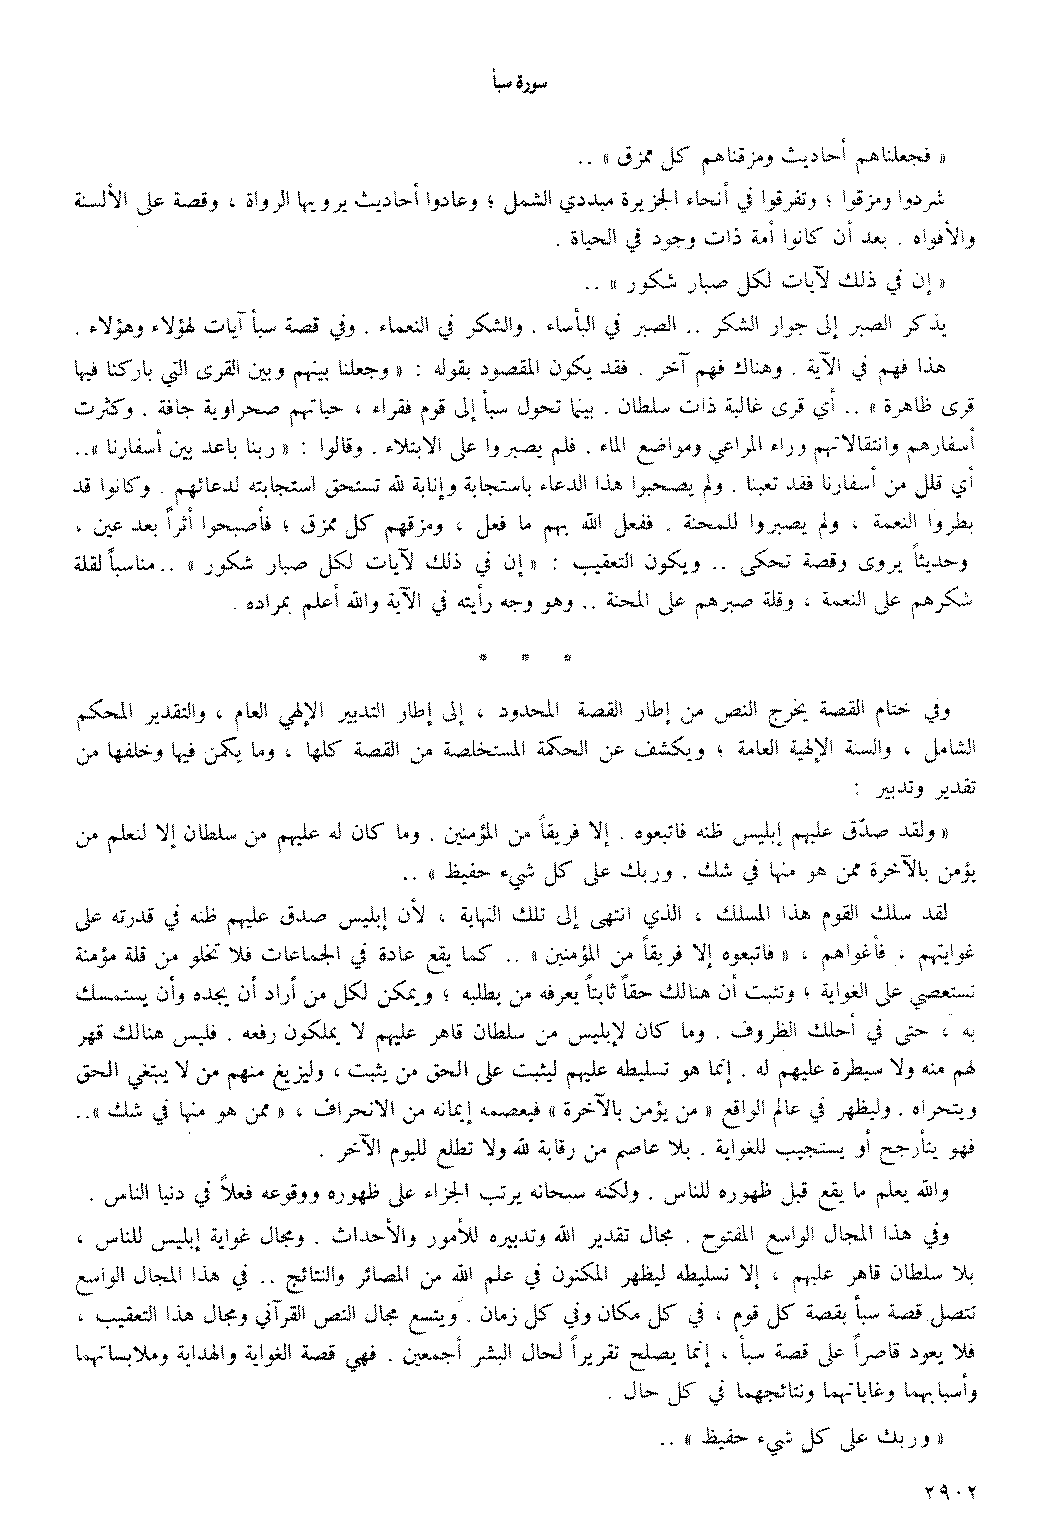 سورة سبأ
« فجعلناهم أحاديث ومزقناهم كل ممزق » ..
شردوا ومزقوا ؛ وتفرقوا في أنحاء الجزيرة مبددي الشمل ؛ وعادوا أحاديث يرويها الرواة ، وقصة على الألسنة
والأفواه . بعد أن كانوا أمة ذات وجود في الحياة .
« إن في ذلك لآيات لكل صبار شكور » ..
يذكر الصبر إلى جوار الشكر .. الصبر في البأساء . والشكر في النعماء . وفي قصة سبأ آيات لهؤلاء وهؤلاء .
هذا فهم في الآية . وهناك فهم آخر . فقد يكون المقصود بقوله : « وجعلنا بينهم وبين القرى التي باركنا فيها
قرى ظاهرة » .. أي قرى غالبة ذات سلطان . بينما تحول سبأ إلى قوم فقراء ، حياتهم صحراوية جافة . وكثرت
أسفارهم وانتقالاتهم وراء المراعي ومواضع الماء . فلم يصبروا على الابتلاء . وقالوا : « ربنا باعد بين أسفارنا »..
أي قلل من أسفارنا فقد تعبنا . ولم يصحبوا هذا الدعاء باستجابة وإنابة لله تستحق استجابته لدعائهم . وكانوا قد
بطروا النعمة ، ولم يصبروا للمحنة . ففعل الله بهم ما فعل ، ومزقهم كل ممزق ؛ فأصبحوا أثراً بعد عين ،
وحديثاً يروى وقصة تحكى .. ويكون التعقيب : « إن في ذلك لآيات لكل صبار شكور » .. مناسباً لقلة
شكرهم على النعمة ، وقلة صبرهم على المحنة .. وهو وجه رأيته في الآية والله أعلم بمراده .
* * *
وفي ختام القصة يخرج النص من إطار القصة المحدود ، إلى إطار التدبير الإلهي العام ، والتقدير المحكم
الشامل ، والسنة الإلهية العامة ؛ ويكشف عن الحكمة المستخلصة من القصة كلها ، وما يكمن فيها وخلفها من
تقدير وتدبير :
« ولقد صدّق عليهم إبليس ظنه فاتبعوه . إلا فريقاً من المؤمنين . وما كان له عليهم من سلطان إلا لنعلم من
يؤمن بالآخرة ممن هو منها في شك . وربك على كل شيء حفيظ » ..
لقد سلك القوم هذا المسلك ، الذي انتهى إلى تلك النهاية ، لأن إبليس صدق عليهم ظنه في قدرته على
غوايتهم ، فأغواهم ، « فاتبعوه إلا فريقاً من المؤمنين » .. كما يقع عادة في الجماعات فلا تخلو من قلة مؤمنة
تستعصي على الغواية ؛ وتثبت أن هنالك حقاً ثابتاً يعرفه من يطلبه ؛ ويمكن لكل من أراد أن يجده وأن يستمسك
به ، حتى في أحلك الظروف . وما كان لإبليس من سلطان قاهر عليهم لا يملكون رفعه . فليس هنالك قهر
لهم منه ولا سيطرة عليهم له . إنما هو تسليطه عليهم ليثبت على الحق من يثبت ، وليزيغ منهم من لا يبتغي الحق
ويتحراه . وليظهر في عالم الواقع « من يؤمن بالآخرة » فيعصمه إيمانه من الانحراف ، « ممن هو منها في شك »..
فهو يتأرجح أو يستجيب للغواية . بلا عاصم من رقابة لله ولا تطلع لليوم الآخر .
والله يعلم ما يقع قبل ظهوره للناس . ولكنه سبحانه يرتب الجزاء على ظهوره ووقوعه فعلاً في دنيا الناس .
وفي هذا المجال الواسع المفتوح . مجال تقدير الله وتدبيره للأمور والأحداث . ومجال غواية إبليس للناس ،
بلا سلطان قاهر عليهم ، إلا تسليطه ليظهر المكنون في علم الله من المصائر والنتائج .. في هذا المجال الواسع
تتصل قصة سبأ بقصة كل قوم ، في كل مكان وفي كل زمان . ويتسع مجال النص القرآني ومجال هذا التعقيب ،
فلا يعود قاصراً على قصة سبأ ، إنما يصلح تقريراً لحال البشر أجمعين . فهي قصة الغواية والهداية وملابساتهما
وأسبابهما وغاياتهما ونتائجهما في كل حال .
« وربك على كل شيء حفيظ » ..
٢٩٠٢